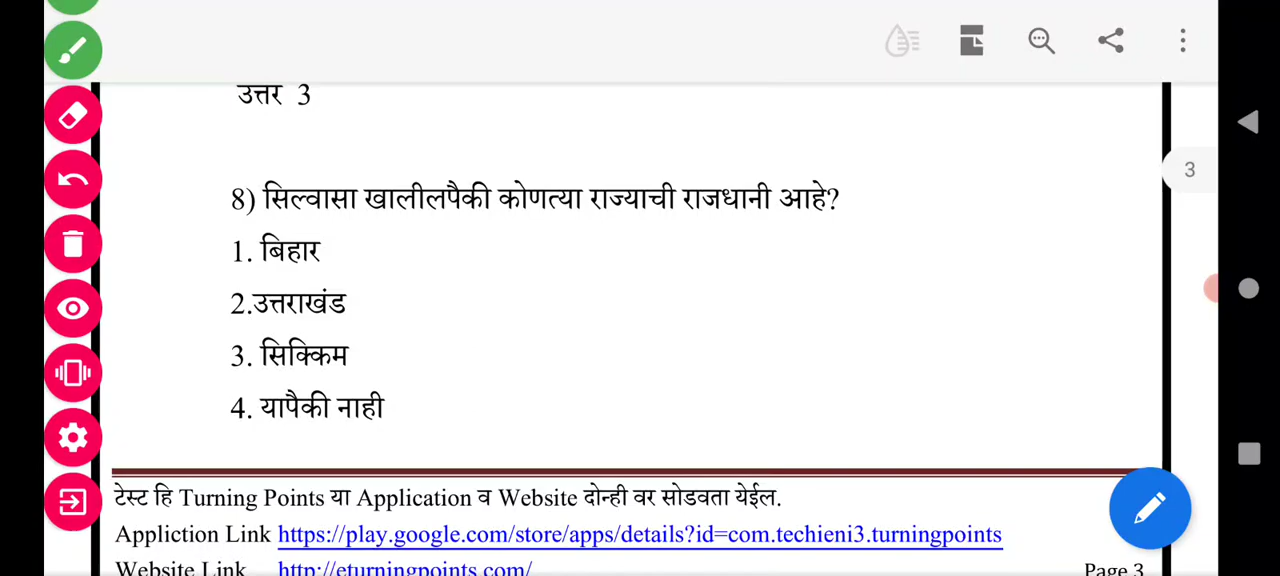 उत्तर 3
3
8) सिल्वासा खालीलपैकी कोणत्या राज्याची राजधानी आहे?
1. बिहार
2.उत्तराखंड
3. सिक्किम
4. यापैकी नाही
टेस्ट हि Turning Points या Application व Website दोन्ही वर सोडवता येईल.
Appliction Link https://play.google.com/store/apps/details?id=com.techieni3.turningpoints
Website Link http://eturningpoints.com/
Page 3